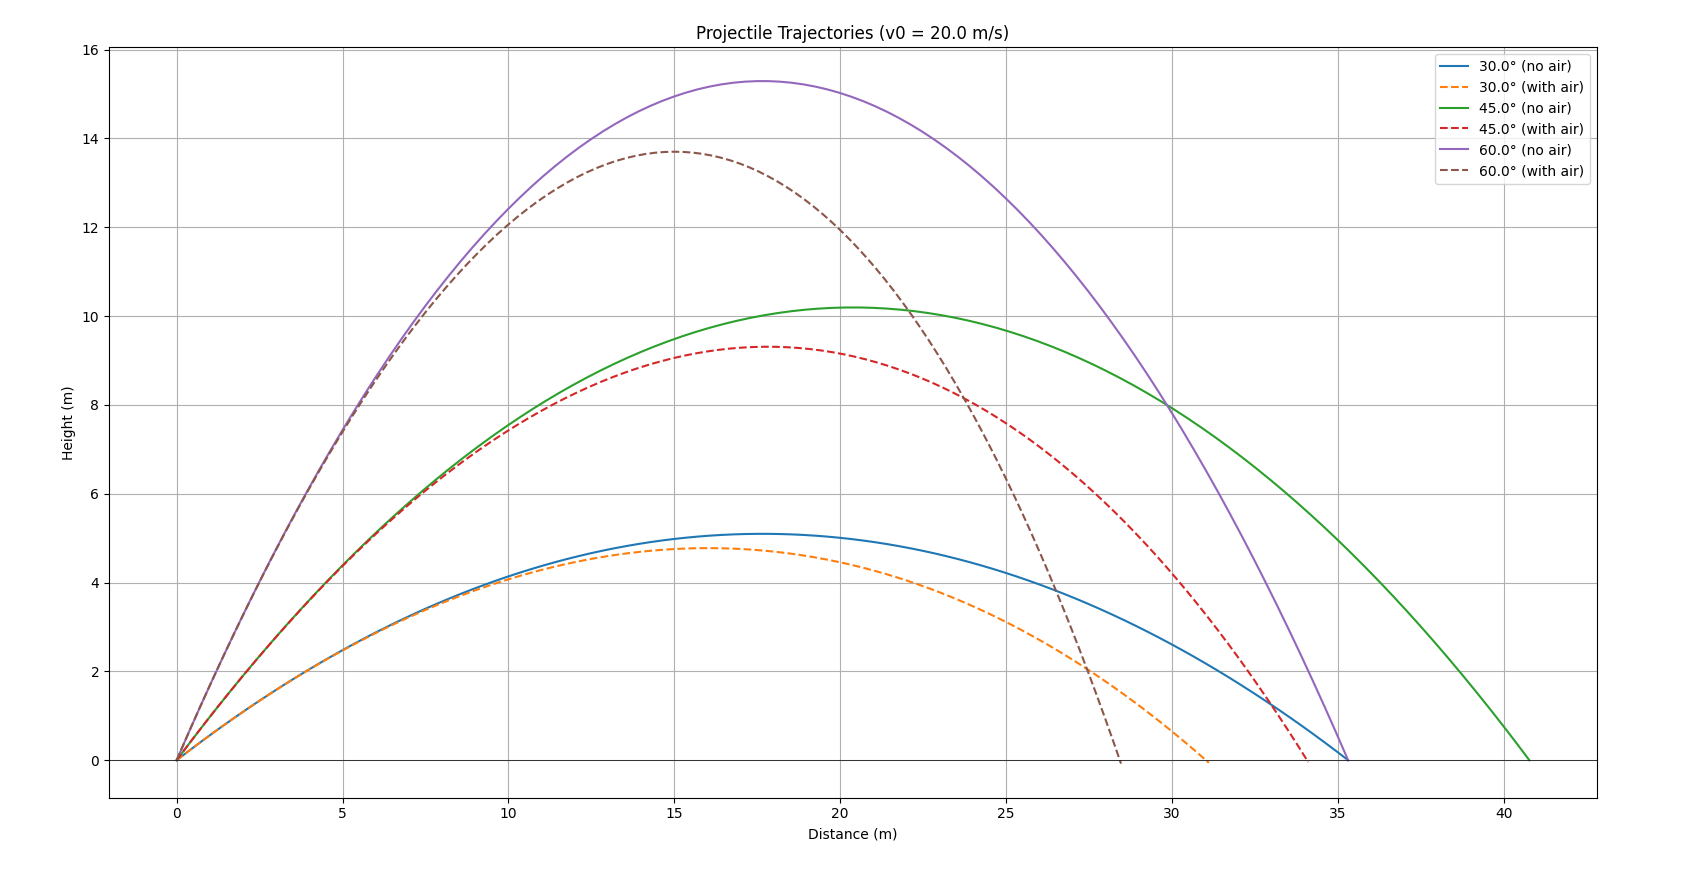 Projectile Trajectories (v0 = 20.0 m/s)
30.0° (no air)
30.0° (with air)
45.0° (no air)
45.0° (with air)
60.0° (no air)
60.0° (with air)
Height (m)
16
14
12
10
8
6
4
2
0
0 5 10 15 20 25 30 35 40
Distance (m)